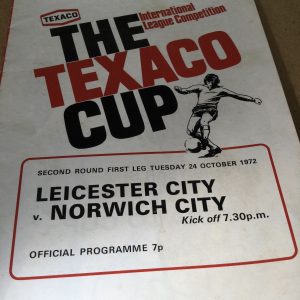 TEXACO
International
League Competition
THE
TEXACO
CUP
SECOND ROUND FIRST LEG TUESDAY 24 OCTOBER 1972
LEICESTER CITY
v. NORWICH CITY
Kick off 7.30p.m.
OFFICIAL PROGRAMME 7p